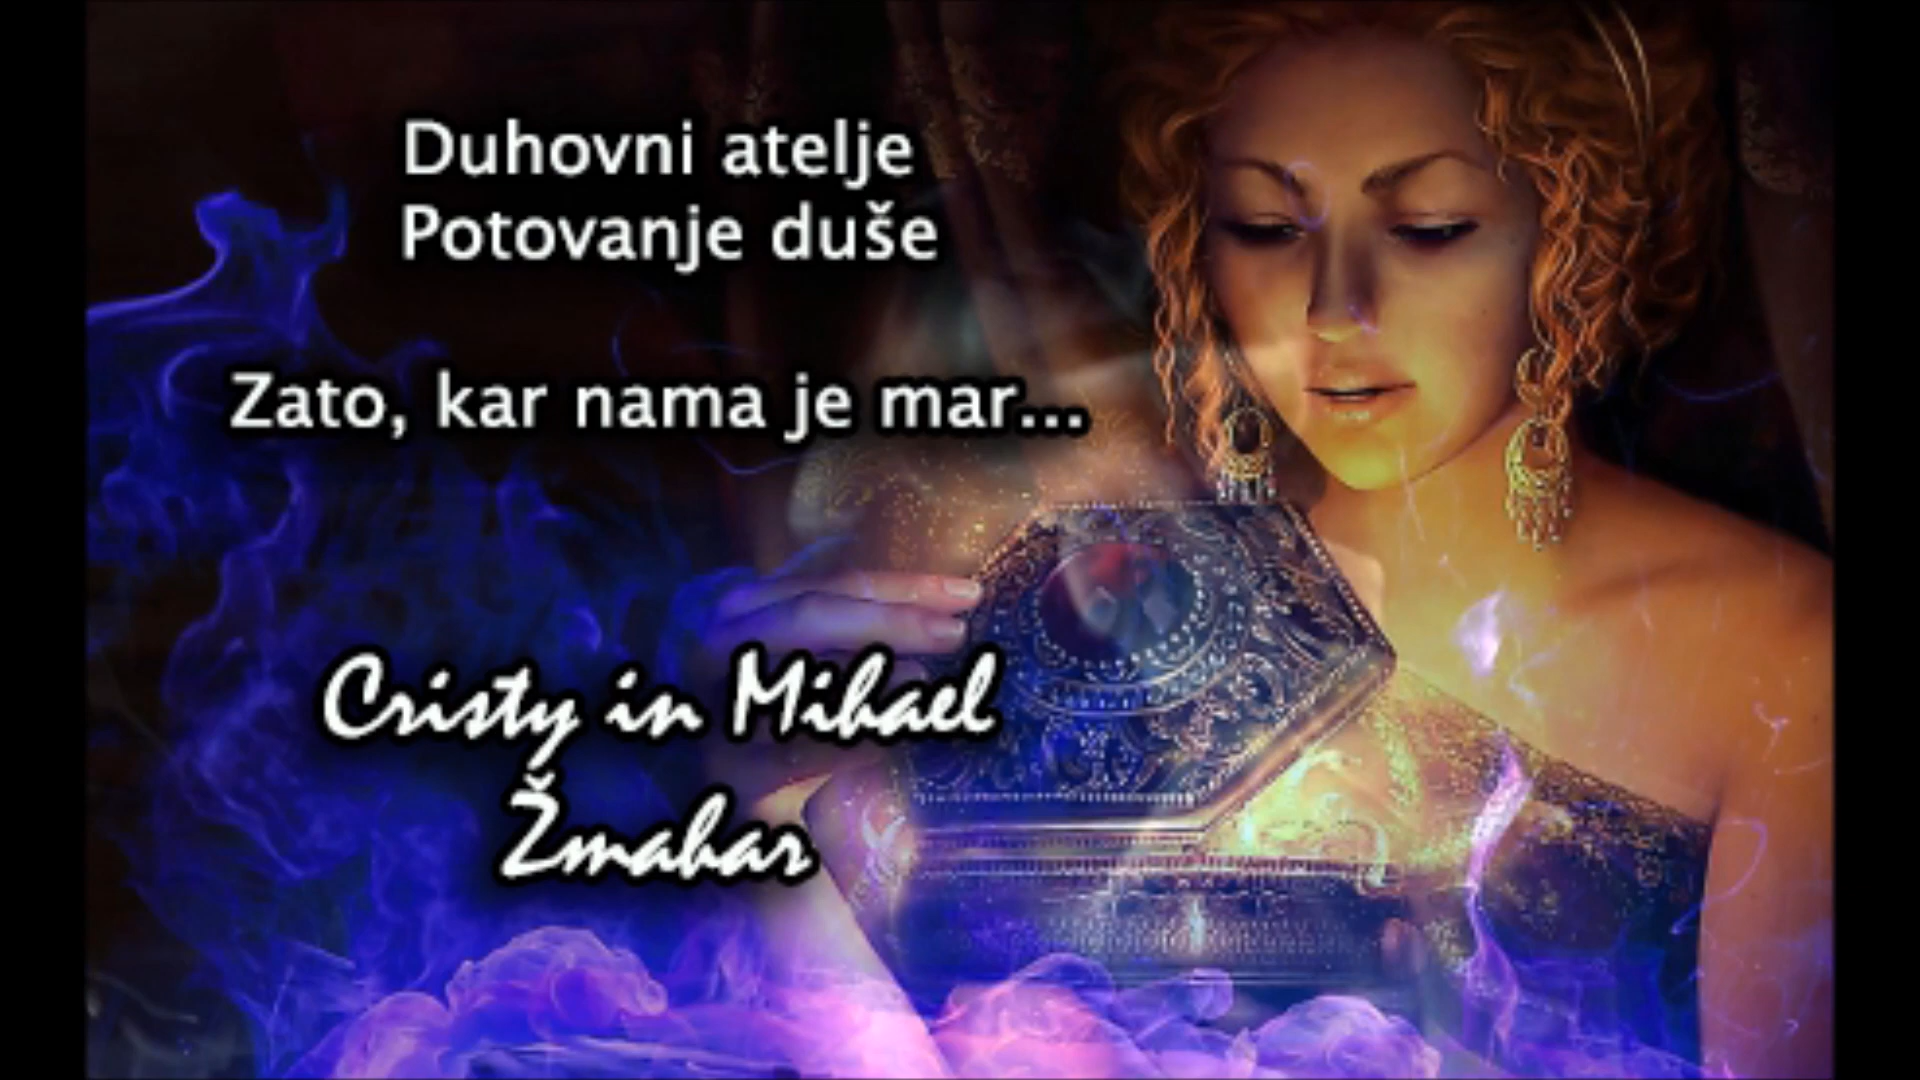 Duhovni atelje
Potovanje duše
Zato, kar nama je mar...
Cristy in Mihael
Žmahar